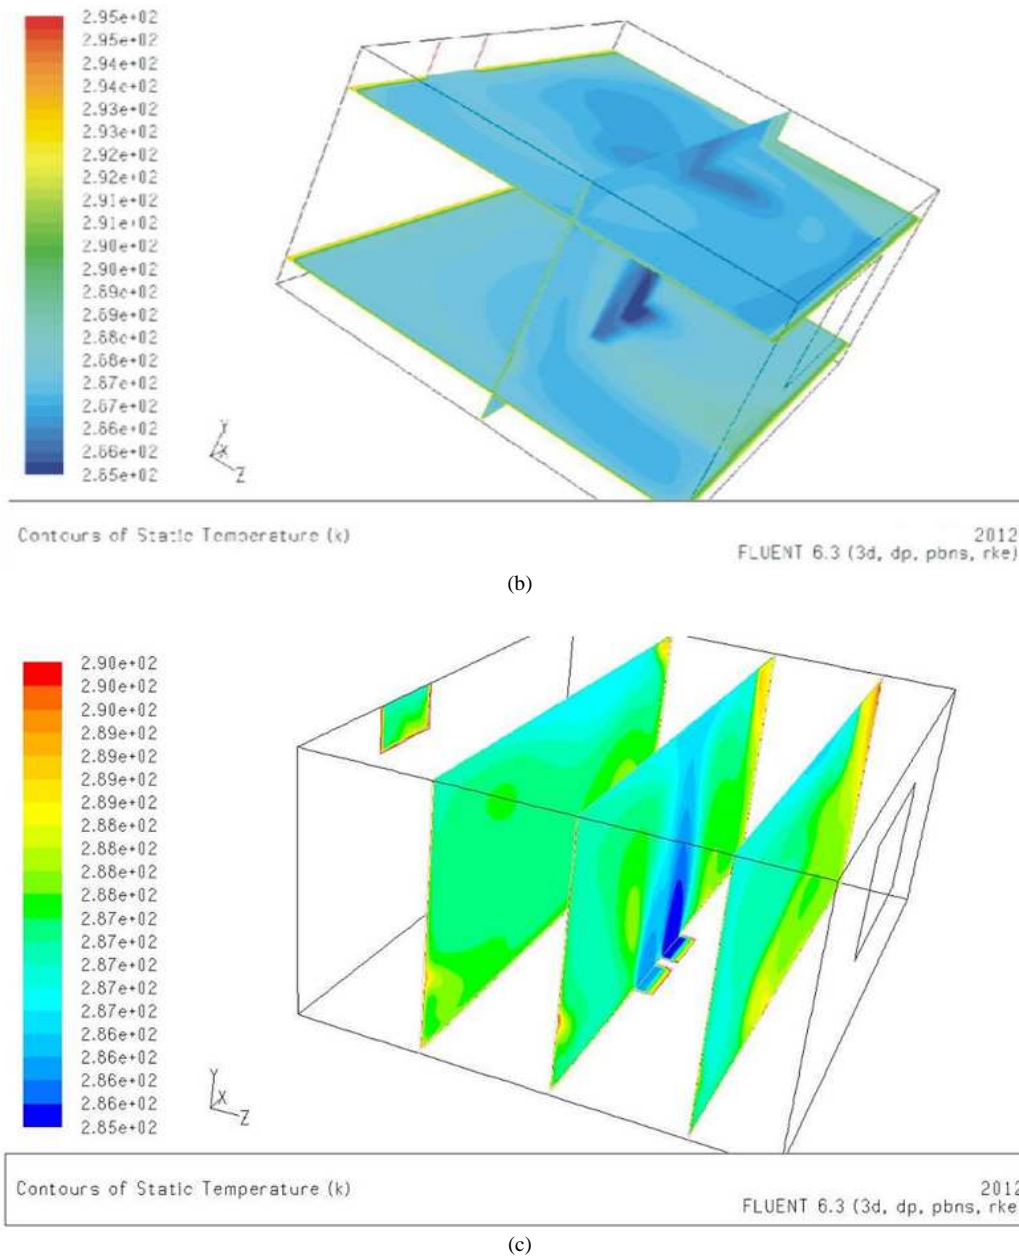 2.95e+02
2.95e+02
2.94e+02
2.94e+02
2.93e+02
2.93e+02
2.92e+02
2.92e+02
2.91e+02
2.91e+02
2.90e+02
2.90e+02
2.89e+02
2.89e+02
2.88e+02
2.88e+02
2.87e+02
2.87e+02
2.86e+02
2.86e+02
2.85e+02
Y
X
Z
Contours of Static Temperature (k)
2012
FLUENT 6.3 (3d, dp, pbns, rke)
(b)
2.90e+02
2.90e+02
2.90e+02
2.89e+02
2.89e+02
2.89e+02
2.89e+02
2.88e+02
2.88e+02
2.88e+02
2.88e+02
2.87e+02
2.87e+02
2.87e+02
2.87e+02
2.86e+02
2.86e+02
2.86e+02
2.86e+02
2.85e+02
Y
X
Z
Contours of Static Temperature (k)
2012
FLUENT 6.3 (3d, dp, pbns, rke
(c)